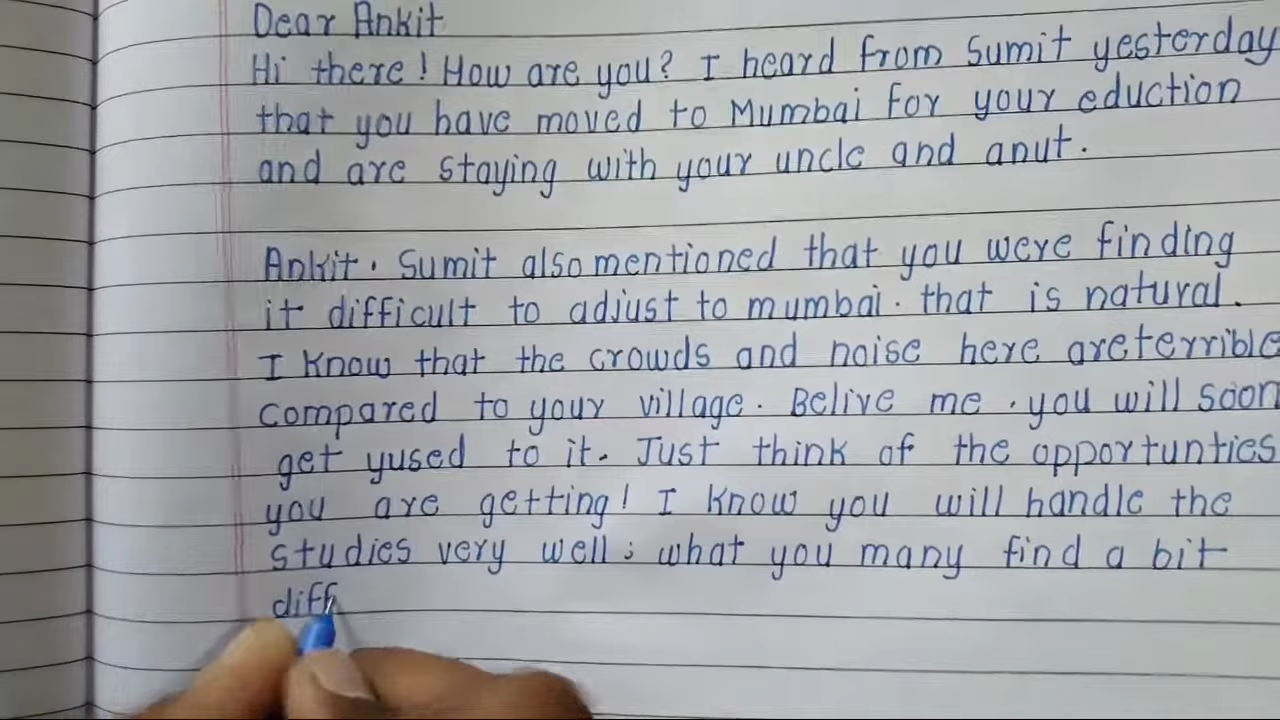 Dear Ankit
Hi there! How are you? I heard from Sumit yesterday
that you have moved to Mumbai for your eduction
and are staying with your uncle and anut.
Ankit. Sumit also mentioned that you were finding
it difficult to adjust to mumbai. that is natural.
I know that the crowds and noise here are terrible
compared to your village. Belive me. you will soon
get yused to it. Just think of the opportunties
you are getting! I know you will handle the
studies very well; what you many find a bit
diff